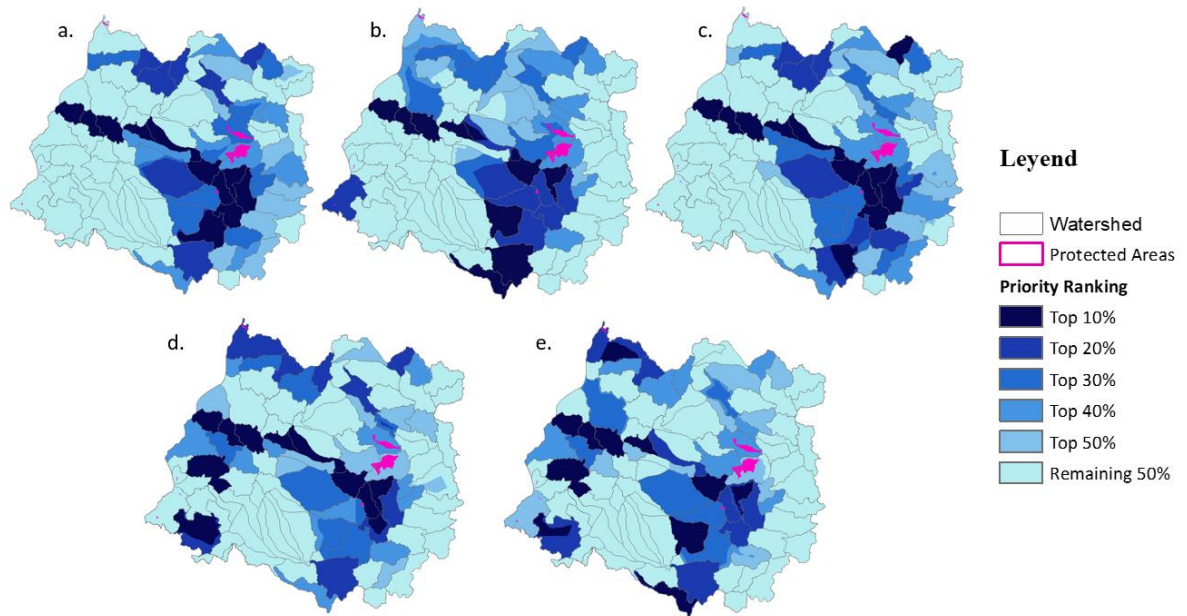 a.
b.
c.
d.
e.
Leyend
Watershed
Protected Areas
Priority Ranking
Top 10%
Top 20%
Top 30%
Top 40%
Top 50%
Remaining 50%